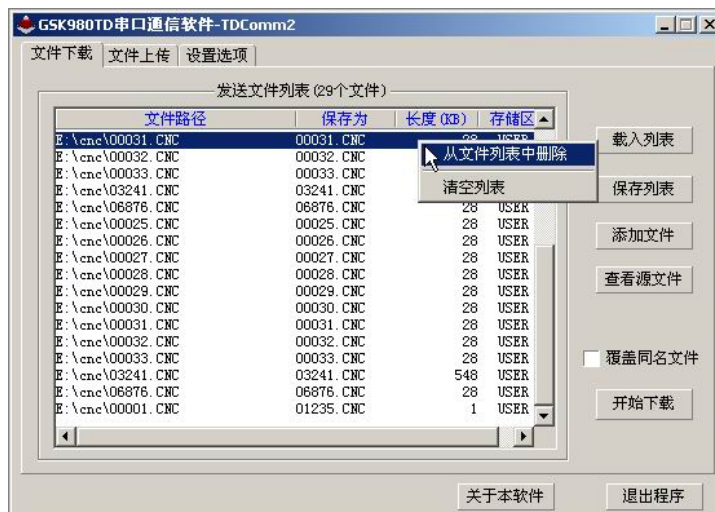 GSK980TD串口通信软件-TDComm2
文件下载 文件上传 设置选项
发送文件列表(29个文件)
文件路径 保存为 长度(KB) 存储区
E:\cnc\00031.CNC 00031.CNC 28 USER
E:\cnc\00032.CNC 00032.CNC
E:\cnc\00033.CNC 00033.CNC
E:\cnc\03241.CNC 03241.CNC
E:\cnc\06876.CNC 06876.CNC 28 USER
E:\cnc\00025.CNC 00025.CNC 28 USER
E:\cnc\00026.CNC 00026.CNC 28 USER
E:\cnc\00027.CNC 00027.CNC 28 USER
E:\cnc\00028.CNC 00028.CNC 28 USER
E:\cnc\00029.CNC 00029.CNC 28 USER
E:\cnc\00030.CNC 00030.CNC 28 USER
E:\cnc\00031.CNC 00031.CNC 28 USER
E:\cnc\00032.CNC 00032.CNC 28 USER
E:\cnc\00033.CNC 00033.CNC 28 USER
E:\cnc\03241.CNC 03241.CNC 548 USER
E:\cnc\06876.CNC 06876.CNC 28 USER
E:\cnc\00001.CNC 01235.CNC 1 USER
从文件列表中删除
清空列表
载入列表
保存列表
添加文件
查看源文件
覆盖同名文件
开始下载
关于本软件 退出程序